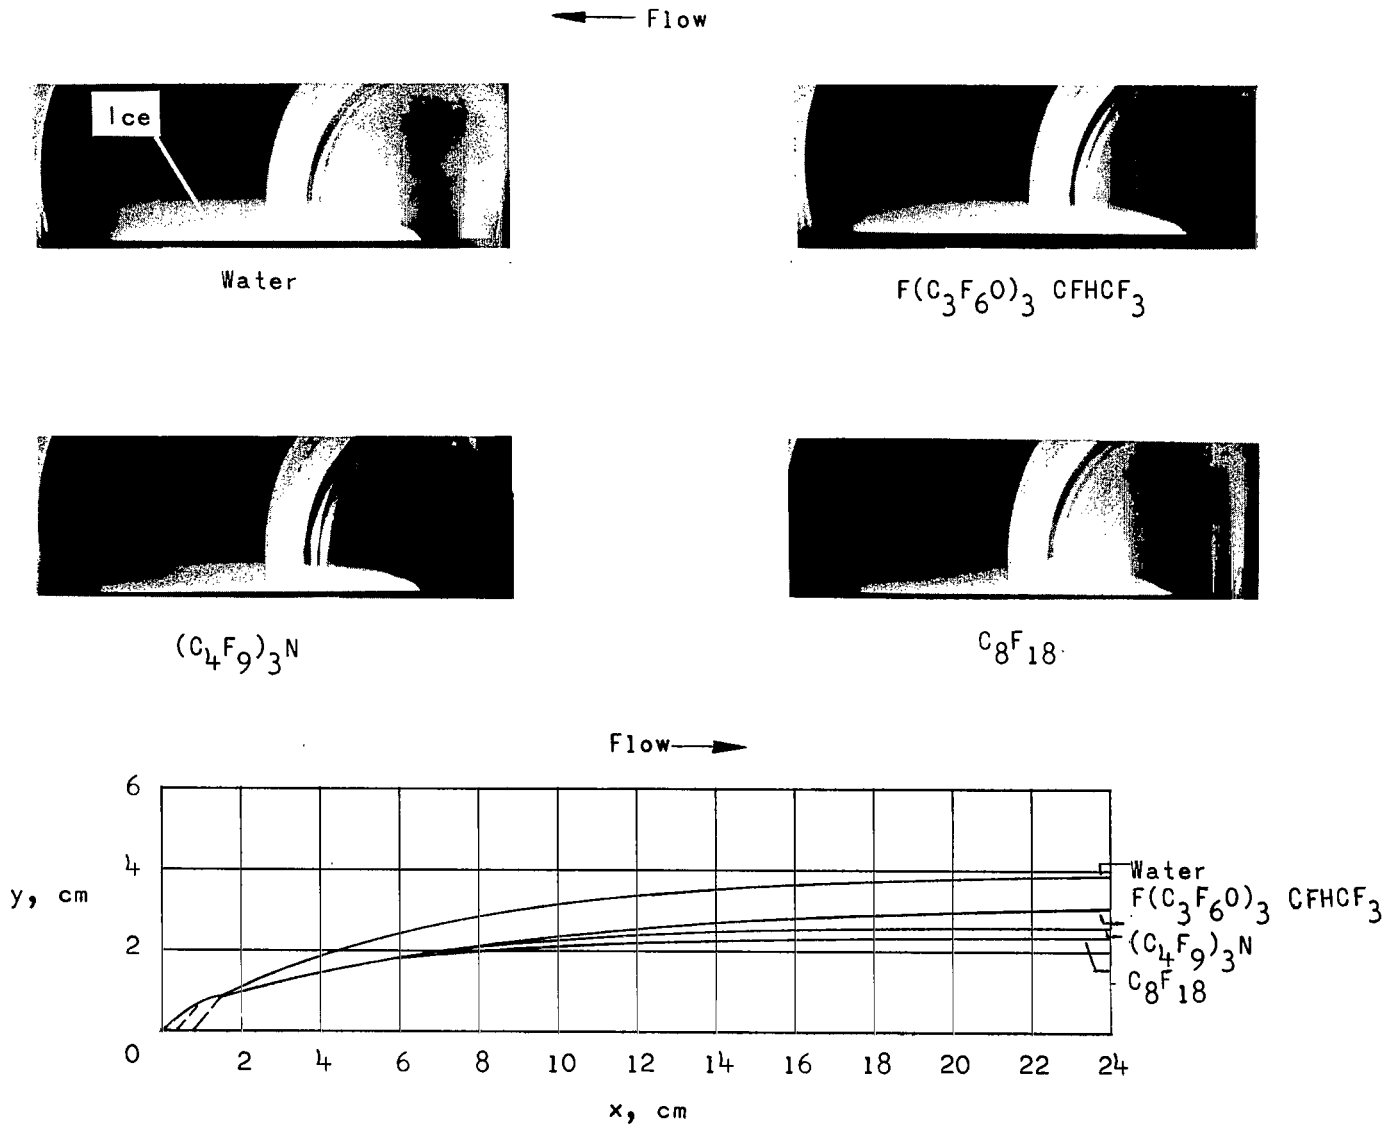 Flow
Ice
Water
F(C3F6O)3 CFHCF3
(C4F9)3N
C8F18
Flow
6
4
y, cm
2
0
Water
F(C3F6O)3 CFHCF3
(C4F9)3N
C8F18
2 4 6 8 10 12 14 16 18 20 22 24
x, cm